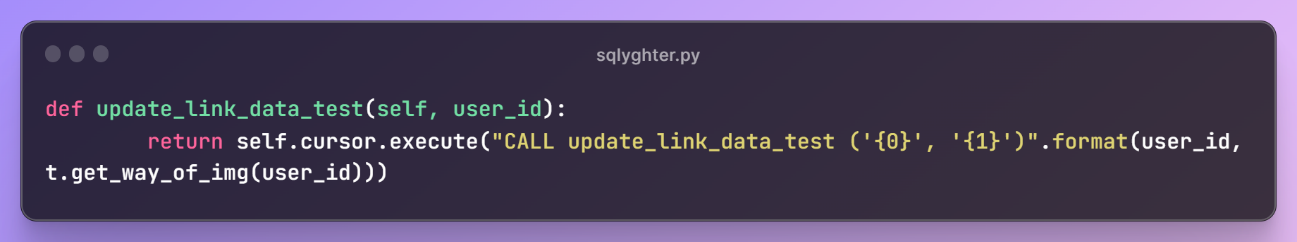 sqlyghter.py
def update_link_data_test(self, user_id):
        return self.cursor.execute("CALL update_link_data_test ('{0}', '{1}')".format(user_id,
t.get_way_of_img(user_id)))